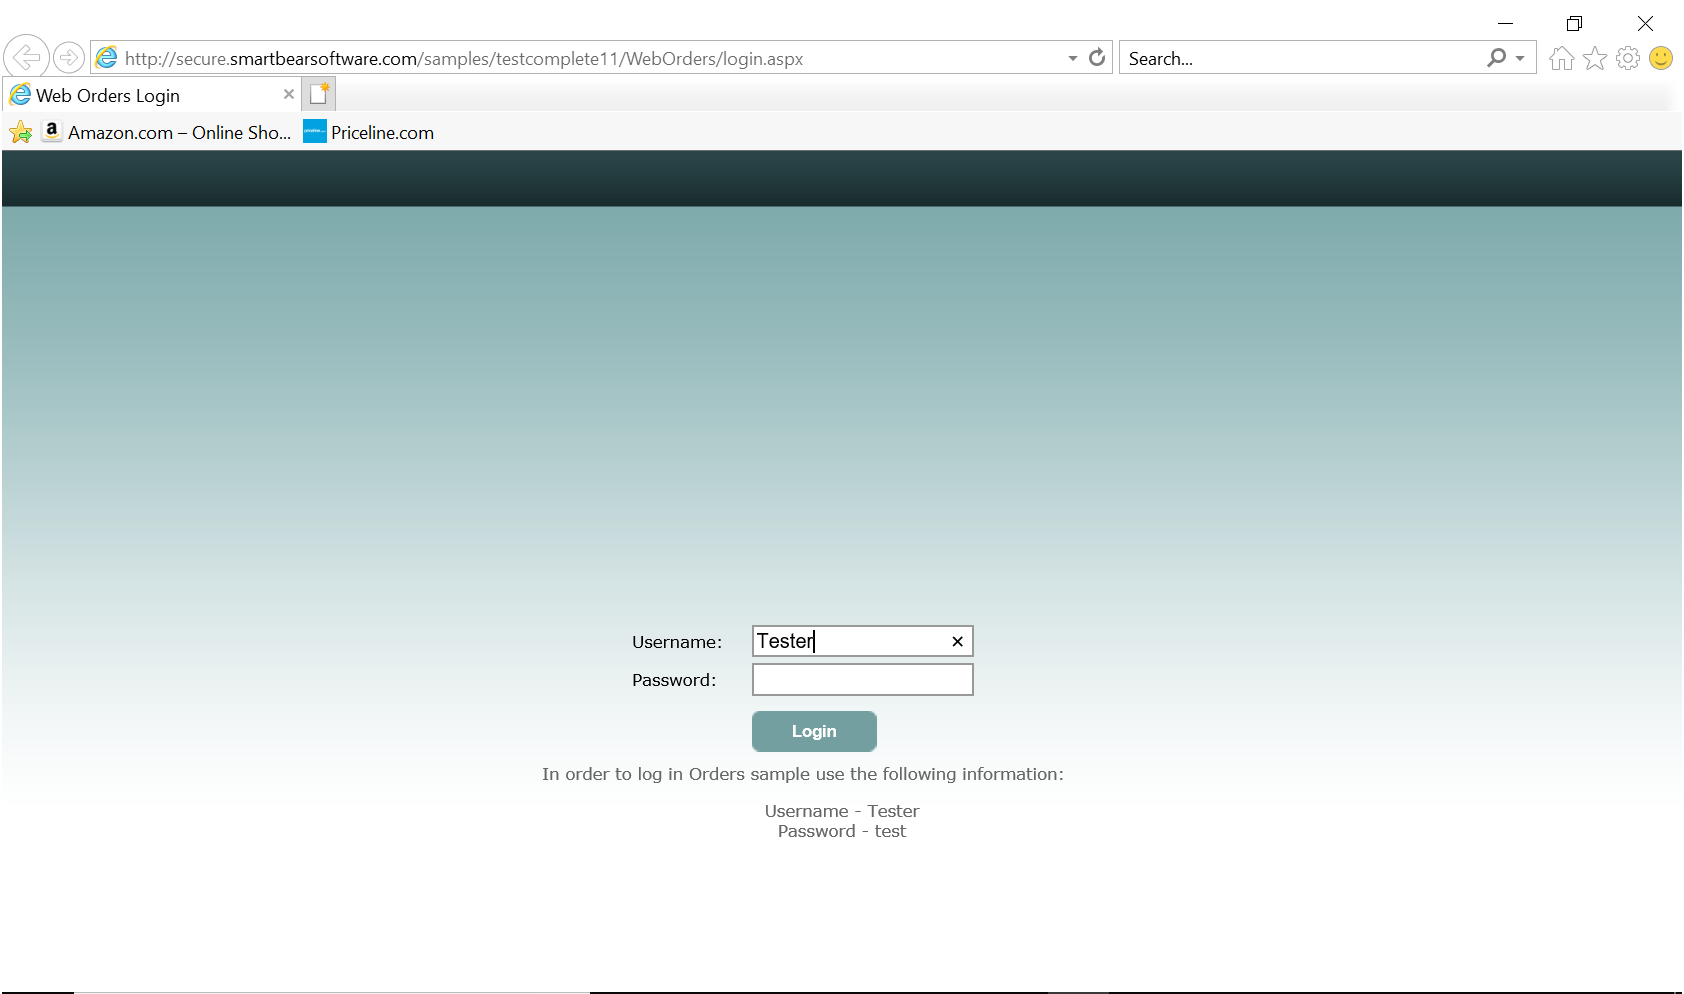 http://secure.smartbearsoftware.com/samples/testcomplete11/WebOrders/login.aspx
Search...
Web Orders Login
a Amazon.com – Online Sho...
Priceline.com
Username: Tester
Password:
Login
In order to log in Orders sample use the following information:
Username - Tester
Password - test